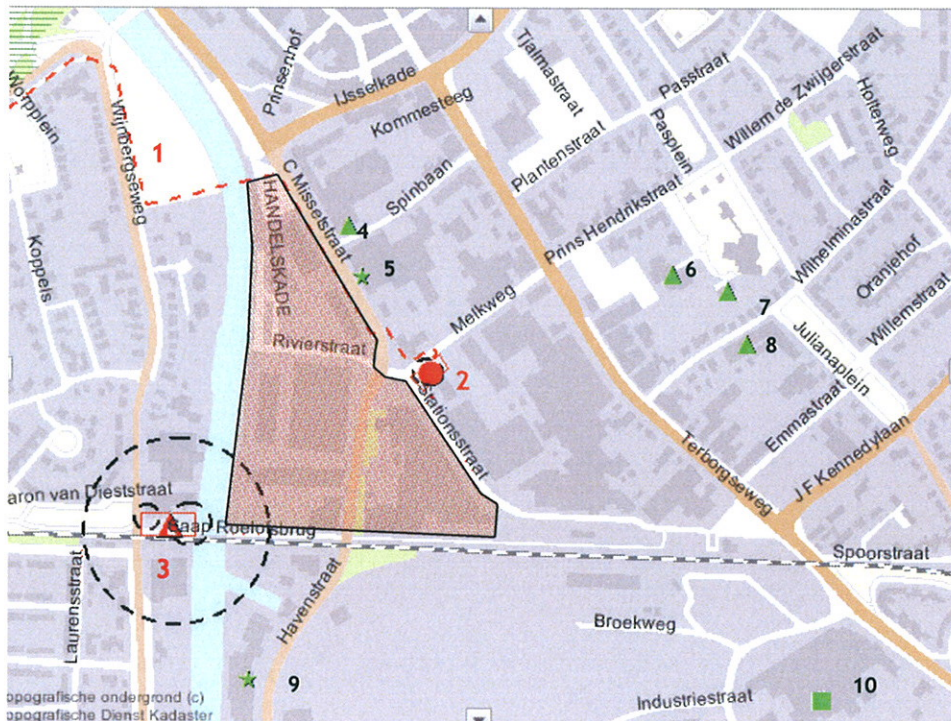 Prinsenhof
IJsselkade
Tjalmastraat
Kommesteeg
Passtraat
Willem de Zwijgerstraat
Holterweg
Pasplein
Plantenstraat
Wijnbergseweg
1
C Missetstraat
Spinbaan
Prins Hendrikstraat
Wilhelminastraat
Koppels
HANDELSKADE
4
5
Oranjehof
6
Melkweg
7
Willemstraat
Rivierstraat
8
Julianaplein
2
Stationsstraat
Emmastraat
Terborgseweg
J F Kennedylaan
aron van Dieststraat
3
Spoorstraat
Laurensstraat
Havenstraat
Broekweg
9
10
Industriestraat
opografische ondergrond (c)
opografische Dienst Kadaster